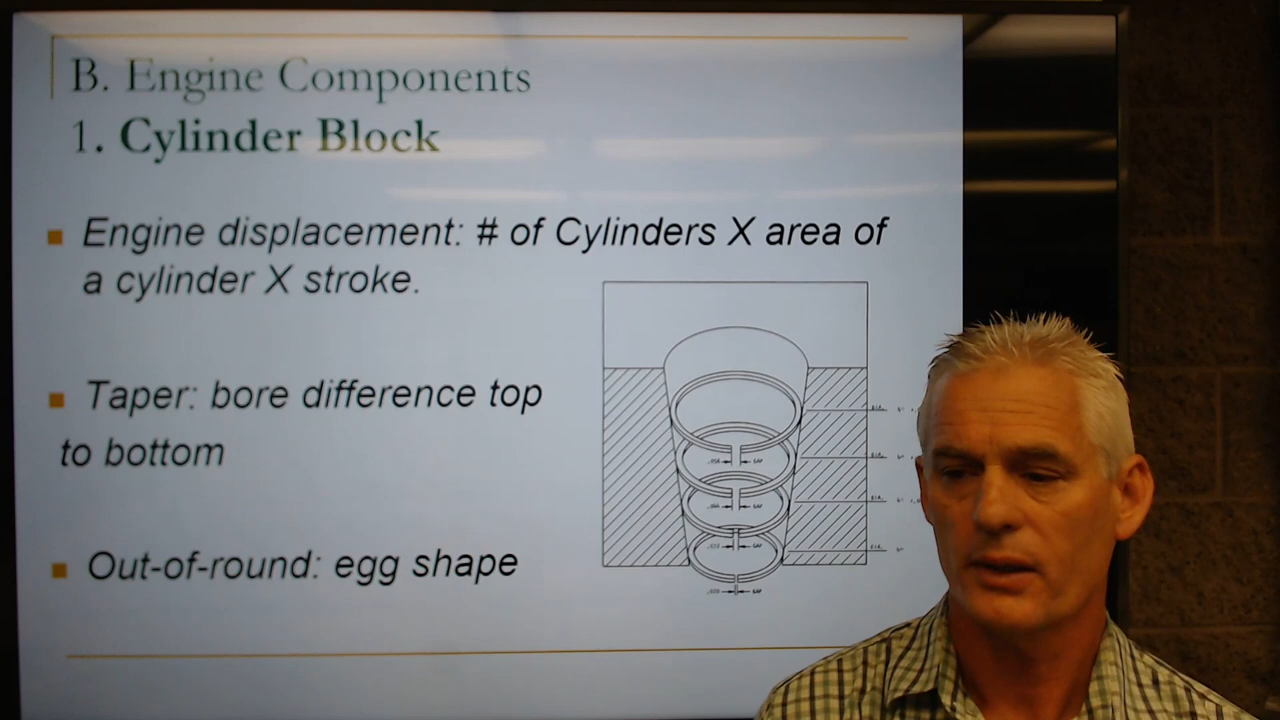 B. Engine Components
1. Cylinder Block
Engine displacement: # of Cylinders X area of
a cylinder X stroke.
Taper: bore difference top
to bottom
Out-of-round: egg shape